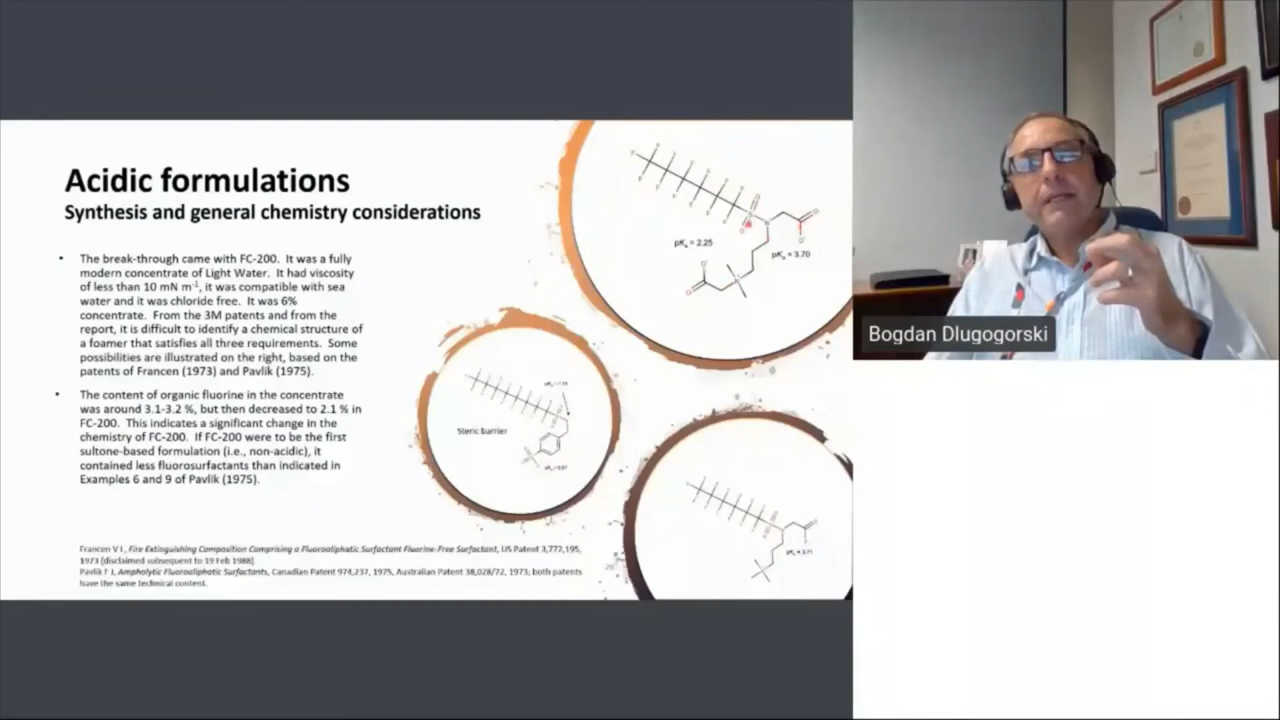 Acidic formulations
Synthesis and general chemistry considerations
• The break-through came with FC-200. It was a fully
modern concentrate of Light Water. It had viscosity
of less than 10 mN m⁻¹, it was compatible with sea
water and it was chloride free. It was 6%
concentrate. From the 3M patents and from the
report, it is difficult to identify a chemical structure of
a foamer that satisfies all three requirements. Some
possibilities are illustrated on the right, based on the
patents of Francen (1973) and Pavlik (1975).
• The content of organic fluorine in the concentrate
was around 3.1-3.2 %, but then decreased to 2.1 % in
FC-200. This indicates a significant change in the
chemistry of FC-200. If FC-200 were to be the first
sultone-based formulation (i.e., non-acidic), it
contained less fluorosurfactants than indicated in
Examples 6 and 9 of Pavlik (1975).
Francen V L, Fire Extinguishing Composition Comprising a Fluoroaliphatic Surfactant Fluorine-Free Surfactant, US Patent 3,772,195,
1973 [disclaimed subsequent to 19 Feb 1988]
Pavlik F J, Ampholytic Fluoroaliphatic Surfactants, Canadian Patent 974,237, 1975, Australian Patent 38,028/72, 1973; both patents
have the same technical content.
pKa = 2.25
pKa = 3.70
Steric barrier
pKa = 3.71
Bogdan Dlugogorski